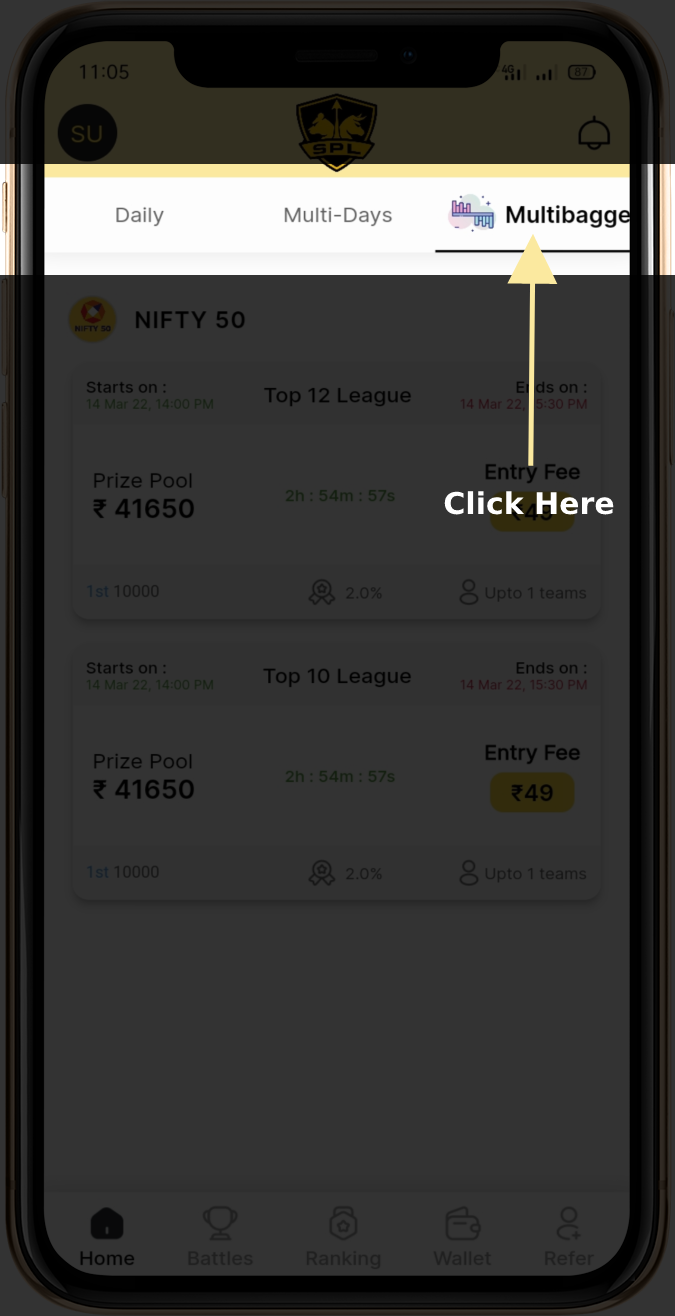 11:05 4G 87
SU SPL
Daily Multi-Days Multibagge
NIFTY 50 NIFTY 50
Starts on : Top 12 League Ends on :
14 Mar 22, 14:00 PM 14 Mar 22, 15:30 PM
Prize Pool Entry Fee
₹ 41650 2h : 54m : 57s ₹49
Click Here
1st 10000 2.0% Upto 1 teams
Starts on : Top 10 League Ends on :
14 Mar 22, 14:00 PM 14 Mar 22, 15:30 PM
Prize Pool Entry Fee
₹ 41650 2h : 54m : 57s ₹49
1st 10000 2.0% Upto 1 teams
Home Battles Ranking Wallet Refer